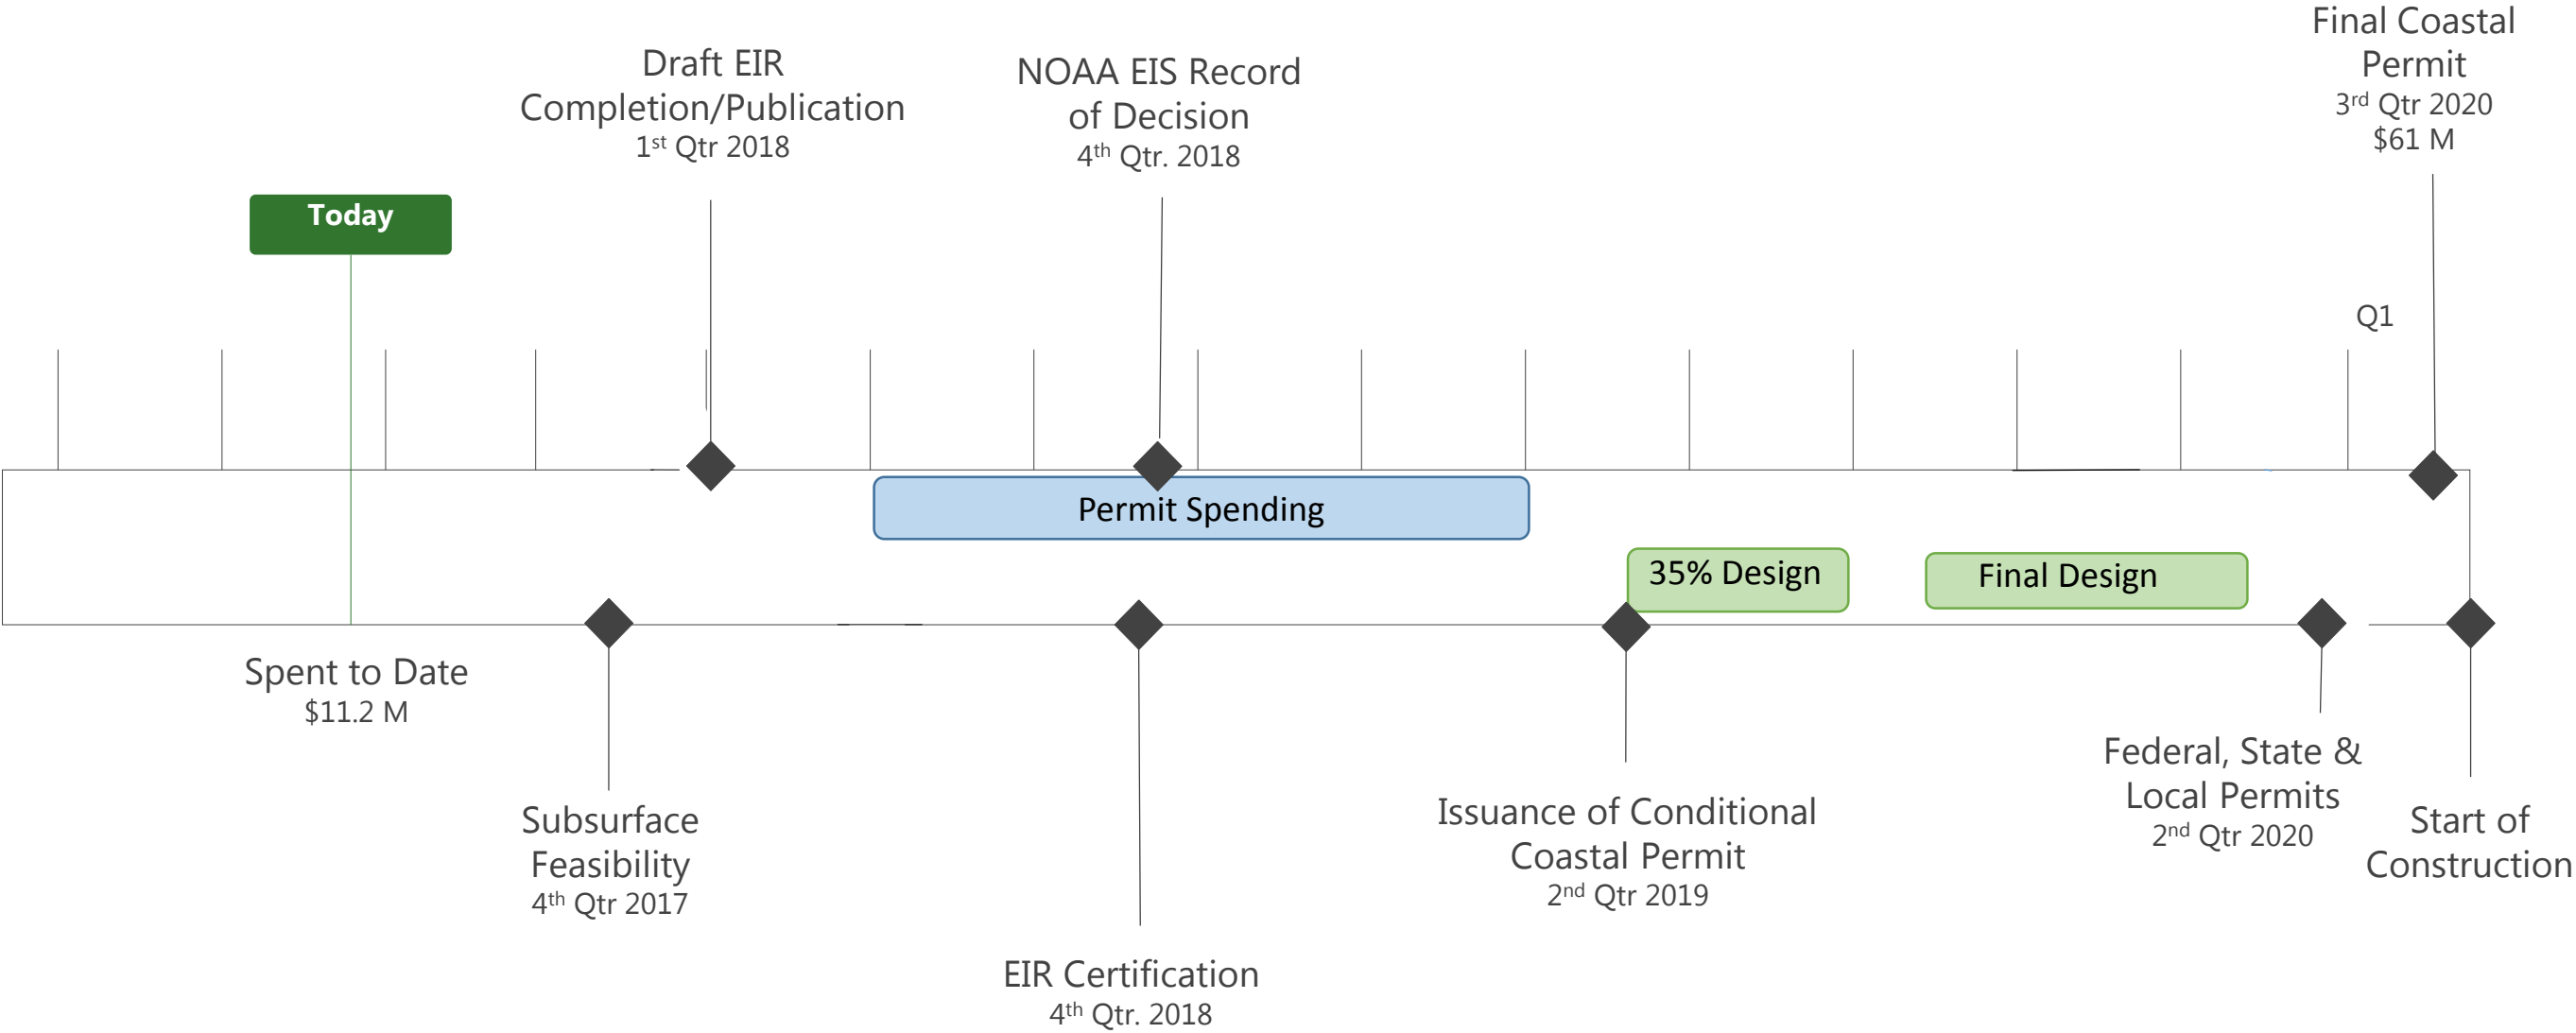 Final Coastal
Permit
3rd Qtr 2020
$61 M
Draft EIR
Completion/Publication
1st Qtr 2018
NOAA EIS Record
of Decision
4th Qtr. 2018
Today
Q1
Permit Spending
35% Design
Final Design
Spent to Date
$11.2 M
Subsurface
Feasibility
4th Qtr 2017
EIR Certification
4th Qtr. 2018
Issuance of Conditional
Coastal Permit
2nd Qtr 2019
Federal, State &
Local Permits
2nd Qtr 2020
Start of
Construction